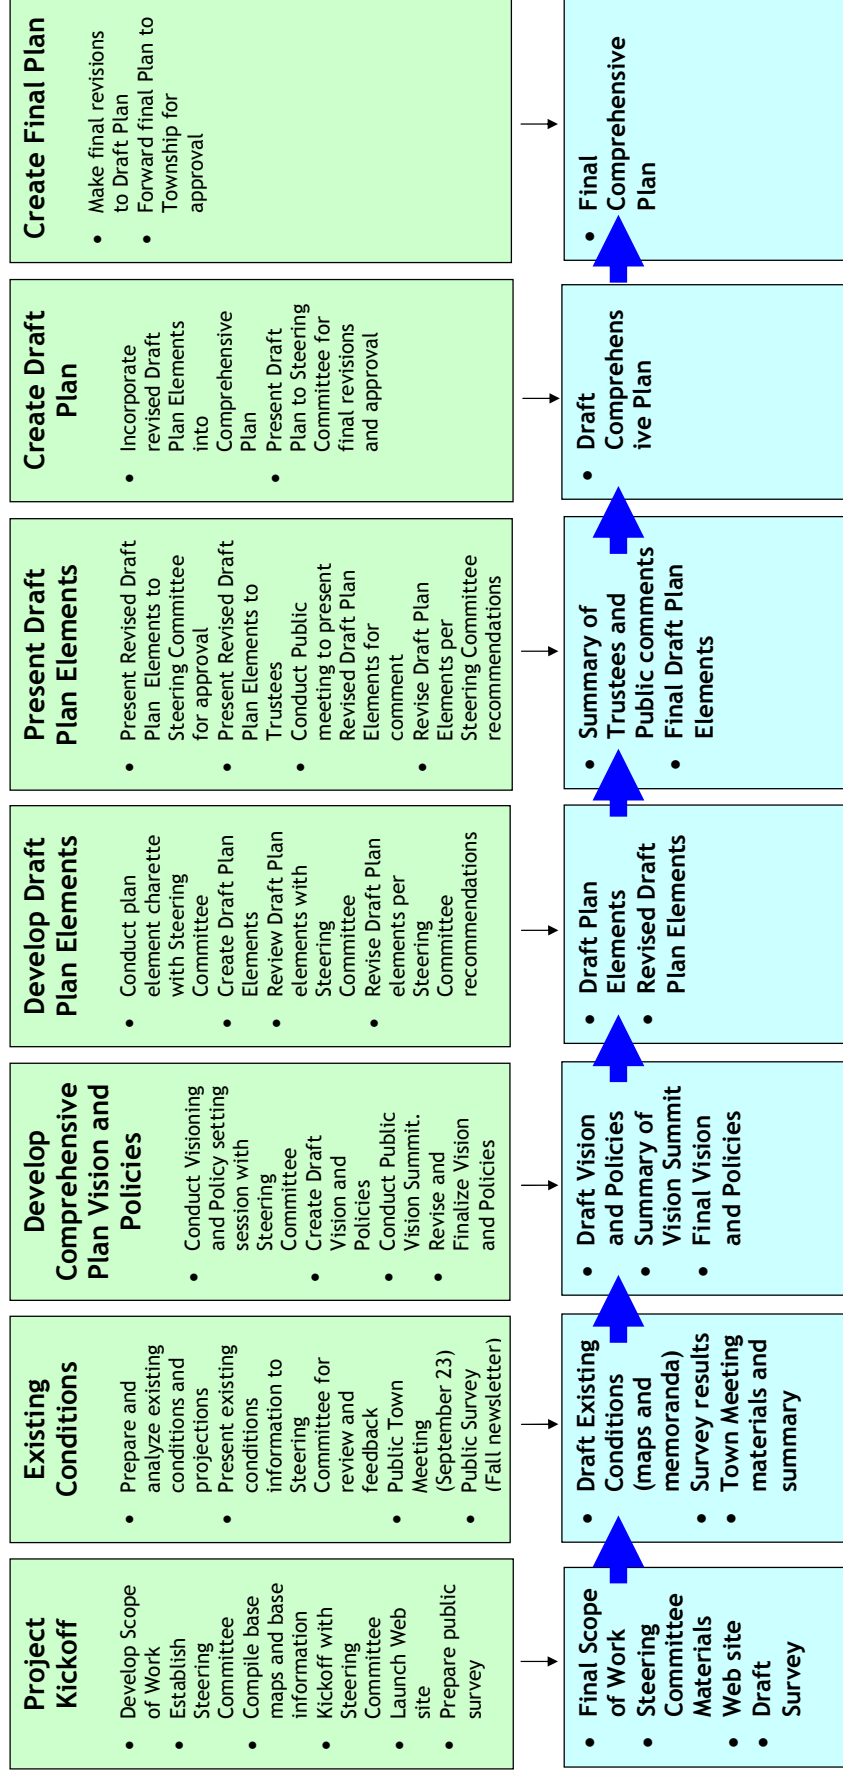 Project
Kickoff
• Develop Scope
of Work
• Establish
Steering
Committee
• Compile base
maps and base
information
• Kickoff with
Steering
Committee
• Launch Web
site
• Prepare public
survey
• Final Scope
of Work
• Steering
Committee
Materials
• Web site
• Draft
Survey
Existing
Conditions
• Prepare and
analyze existing
conditions and
projections
• Present existing
conditions
information to
Steering
Committee for
review and
feedback
• Public Town
Meeting
(September 23)
• Public Survey
(Fall newsletter)
• Draft Existing
Conditions
(maps and
memoranda)
• Survey results
• Town Meeting
materials and
summary
Develop
Comprehensive
Plan Vision and
Policies
• Conduct Visioning
and Policy setting
session with
Steering
Committee
• Create Draft
Vision and
Policies
• Conduct Public
Vision Summit.
• Revise and
Finalize Vision
and Policies
• Draft Vision
and Policies
• Summary of
Vision Summit
• Final Vision
and Policies
Develop Draft
Plan Elements
• Conduct plan
element charette
with Steering
Committee
• Create Draft Plan
Elements
• Review Draft Plan
elements with
Steering
Committee
• Revise Draft Plan
elements per
Steering
Committee
recommendations
• Draft Plan
Elements
• Revised Draft
Plan Elements
Present Draft
Plan Elements
• Present Revised Draft
Plan Elements to
Steering Committee
for approval
• Present Revised Draft
Plan Elements to
Trustees
• Conduct Public
meeting to present
Revised Draft Plan
Elements for
comment
• Revise Draft Plan
Elements per
Steering Committee
recommendations
• Summary of
Trustees and
Public comments
• Final Draft Plan
Elements
Create Draft
Plan
• Incorporate
revised Draft
Plan Elements
into
Comprehensive
Plan
• Present Draft
Plan to Steering
Committee for
final revisions
and approval
• Draft
Comprehens
ive Plan
Create Final Plan
• Make final revisions
to Draft Plan
• Forward final Plan to
Township for
approval
• Final
Comprehensive
Plan